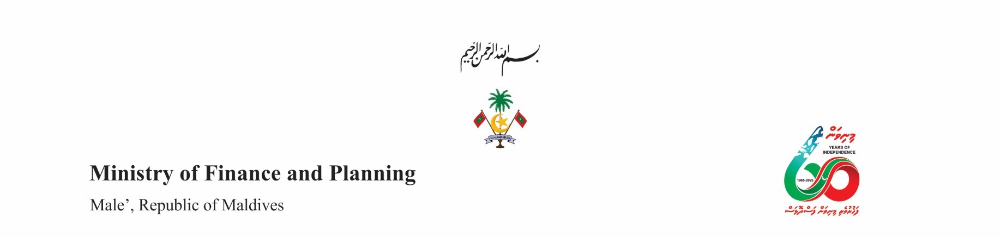 بسم الله الرحمن الرحيم
Ministry of Finance and Planning
Male’, Republic of Maldives
މިނިވަން
YEARS OF
INDEPENDENCE
1965-2025
ފަޚުރުވެރި މިނިވަން ފަސްދޮޅަސް